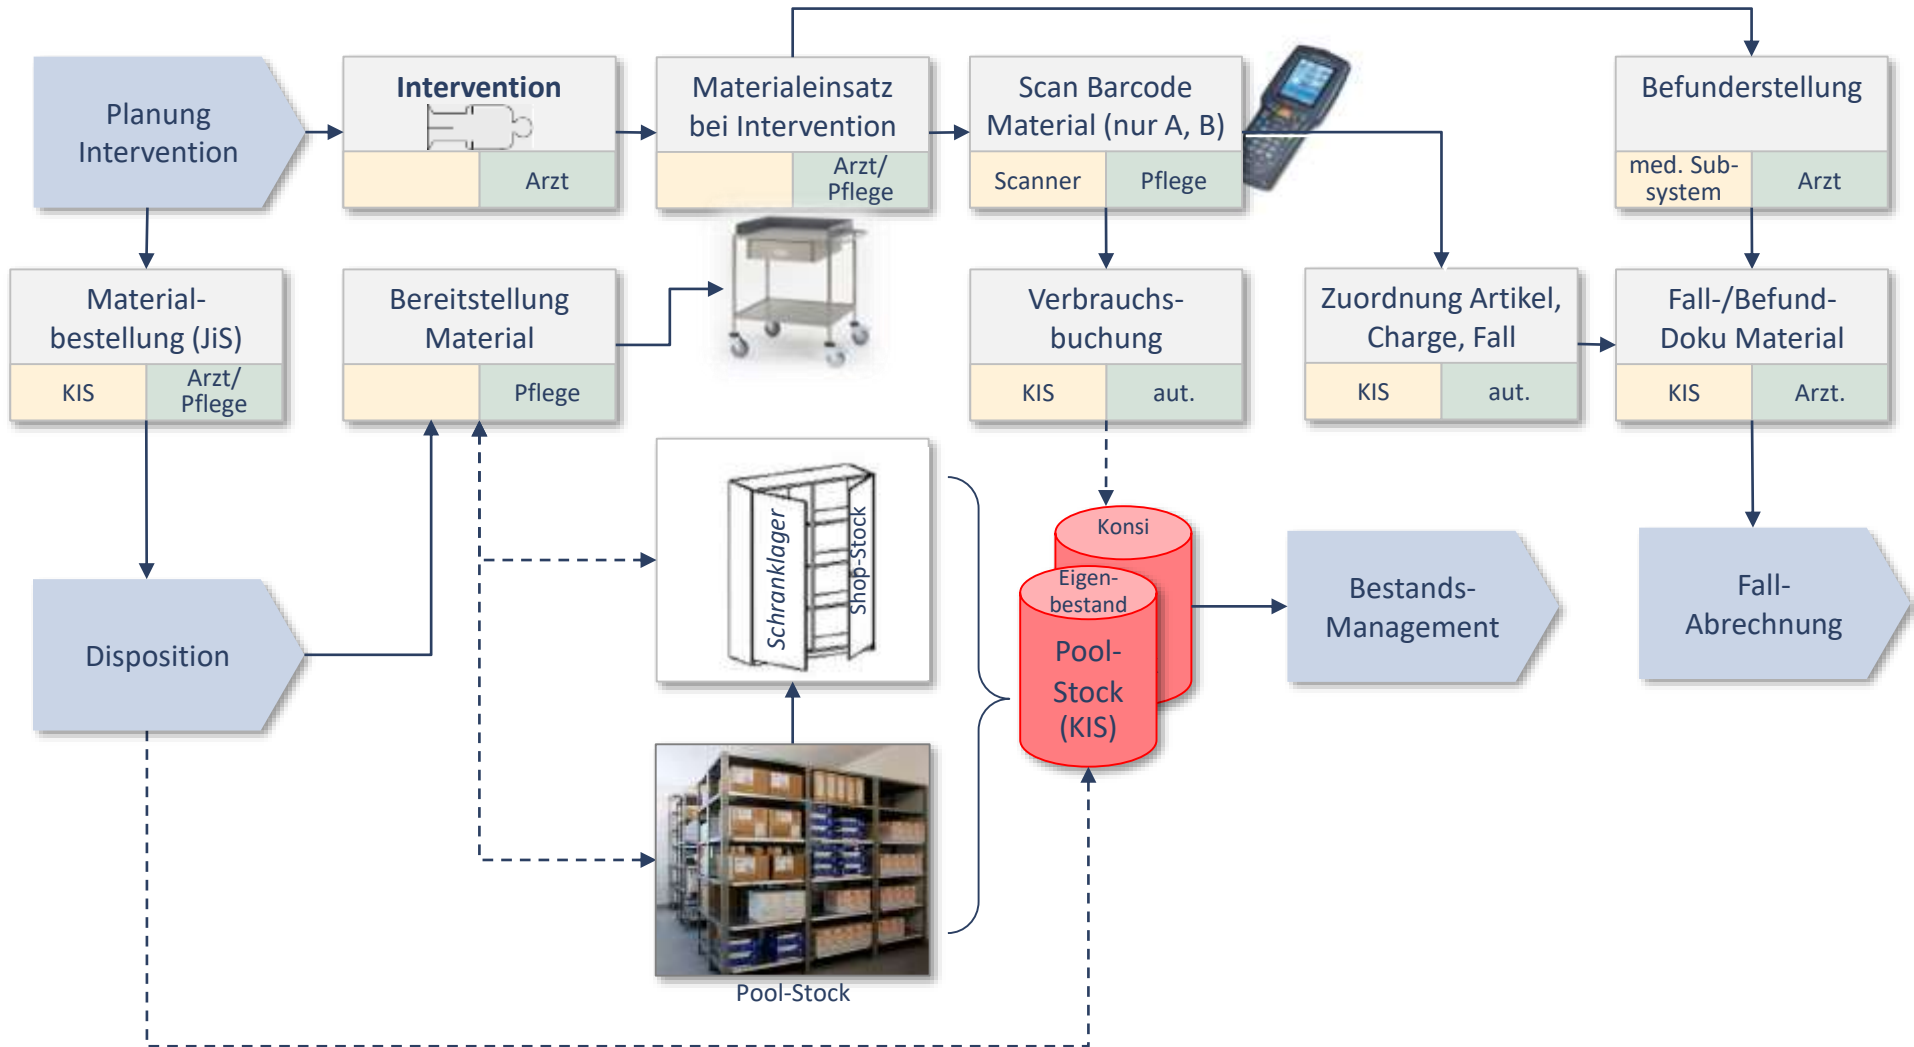 Planung
Intervention
Intervention
Arzt
Materialeinsatz
bei Intervention
Arzt/
Pflege
Scan Barcode
Material (nur A, B)
Scanner
Pflege
Befunderstellung
med. Sub-
system
Arzt
Material-
bestellung (JiS)
KIS
Arzt/
Pflege
Bereitstellung
Material
Pflege
Verbrauchs-
buchung
KIS
aut.
Zuordnung Artikel,
Charge, Fall
KIS
aut.
Fall-/Befund-
Doku Material
KIS
Arzt.
Disposition
Schranklager
Shop-Stock
Pool-Stock
Konsi
Eigen-
bestand
Pool-
Stock
(KIS)
Bestands-
Management
Fall-
Abrechnung